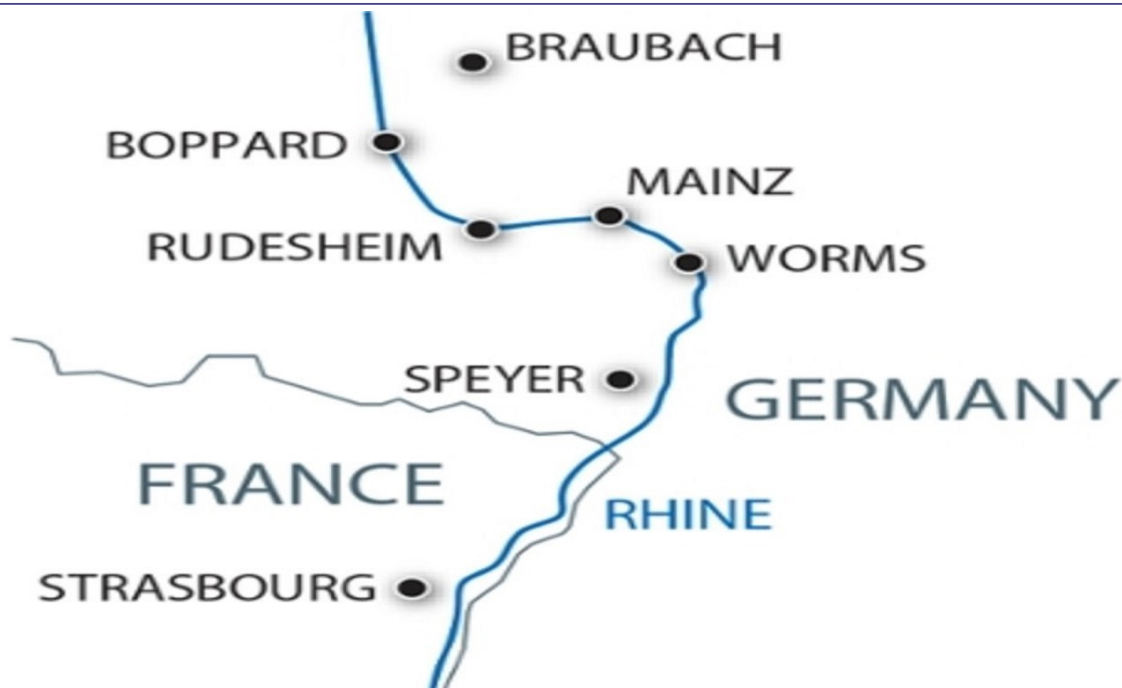 BRAUBACH
BOPPARD
MAINZ
RUDESHEIM
WORMS
SPEYER
GERMANY
FRANCE
RHINE
STRASBOURG